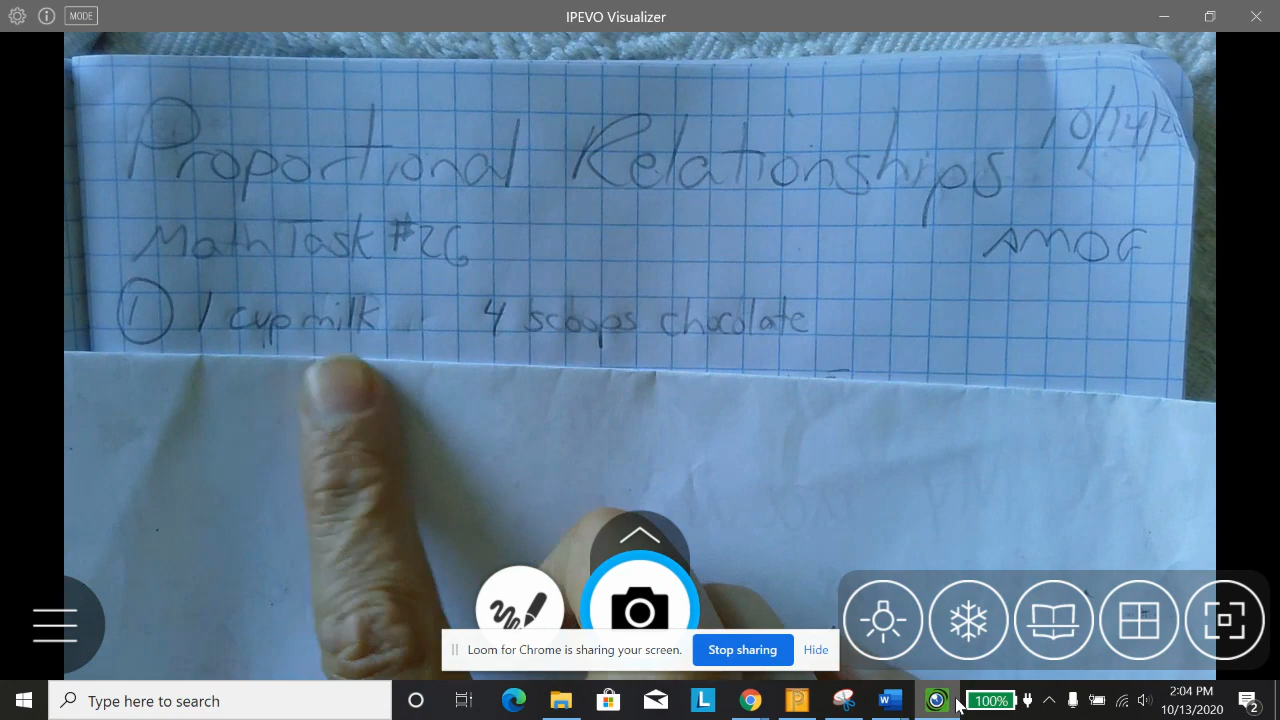 MODE
IPEVO Visualizer
Proportional Relationships 10/14/20
Math Task #26 AMOG
1 1 cup milk 4 scoops chocolate
Loom for Chrome is sharing your screen. Stop sharing Hide
Type here to search
100%
2:04 PM
10/13/2020
2